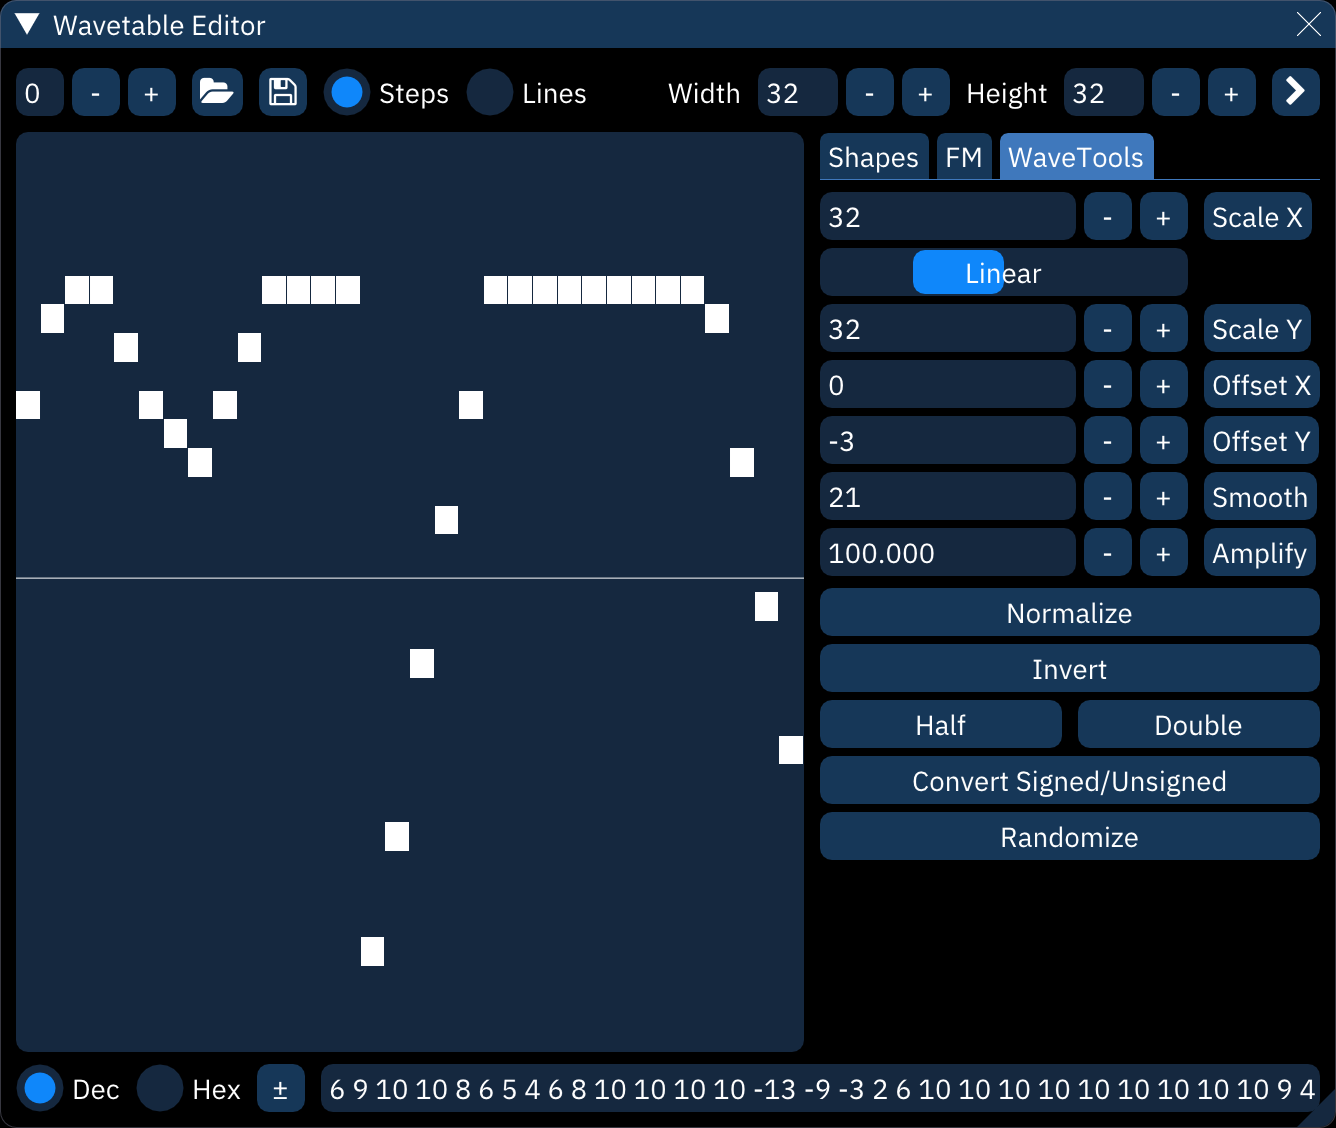 Wavetable Editor
0 - + Steps Lines Width 32 - + Height 32 - +
Shapes FM WaveTools
32 - + Scale X
Linear
32 - + Scale Y
0 - + Offset X
-3 - + Offset Y
21 - + Smooth
100.000 - + Amplify
Normalize
Invert
Half Double
Convert Signed/Unsigned
Randomize
Dec Hex ± 6 9 10 10 8 6 5 4 6 8 10 10 10 10 -13 -9 -3 2 6 10 10 10 10 10 10 10 10 10 9 4